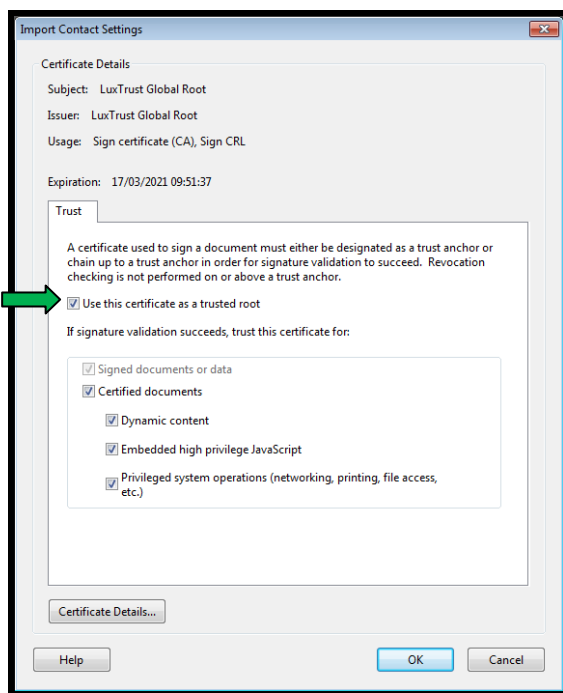 Import Contact Settings
Certificate Details
Subject: LuxTrust Global Root
Issuer: LuxTrust Global Root
Usage: Sign certificate (CA), Sign CRL
Expiration: 17/03/2021 09:51:37
Trust
A certificate used to sign a document must either be designated as a trust anchor or
chain up to a trust anchor in order for signature validation to succeed. Revocation
checking is not performed on or above a trust anchor.
Use this certificate as a trusted root
If signature validation succeeds, trust this certificate for:
Signed documents or data
Certified documents
Dynamic content
Embedded high privilege JavaScript
Privileged system operations (networking, printing, file access,
etc.)
Certificate Details...
Help OK Cancel